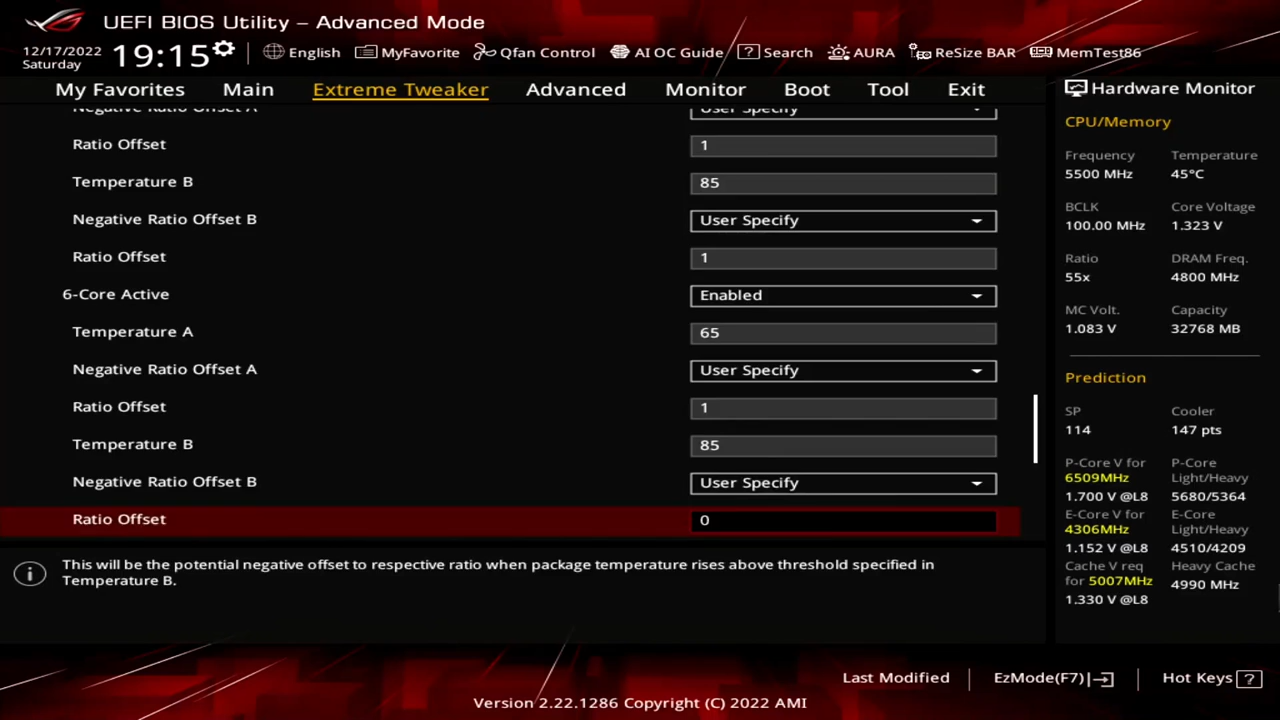 UEFI BIOS Utility – Advanced Mode
12/17/2022
Saturday
19:15
English
MyFavorite
Qfan Control
AI OC Guide
? Search
AURA
ReSize BAR
MemTest86
My Favorites
Main
Extreme Tweaker
Advanced
Monitor
Boot
Tool
Exit
Negative Ratio Offset A
User Specify
Ratio Offset
1
Temperature B
85
Negative Ratio Offset B
User Specify
Ratio Offset
1
6-Core Active
Enabled
Temperature A
65
Negative Ratio Offset A
User Specify
Ratio Offset
1
Temperature B
85
Negative Ratio Offset B
User Specify
Ratio Offset
0
This will be the potential negative offset to respective ratio when package temperature rises above threshold specified in
Temperature B.
Hardware Monitor
CPU/Memory
Frequency Temperature
5500 MHz 45°C
BCLK Core Voltage
100.00 MHz 1.323 V
Ratio DRAM Freq.
55x 4800 MHz
MC Volt. Capacity
1.083 V 32768 MB
Prediction
SP Cooler
114 147 pts
P-Core V for P-Core
6509MHz Light/Heavy
1.700 V @L8 5680/5364
E-Core V for E-Core
4306MHz Light/Heavy
1.152 V @L8 4510/4209
Cache V req Heavy Cache
for 5007MHz 4990 MHz
1.330 V @L8
Last Modified
EzMode(F7)
Hot Keys ?
Version 2.22.1286 Copyright (C) 2022 AMI